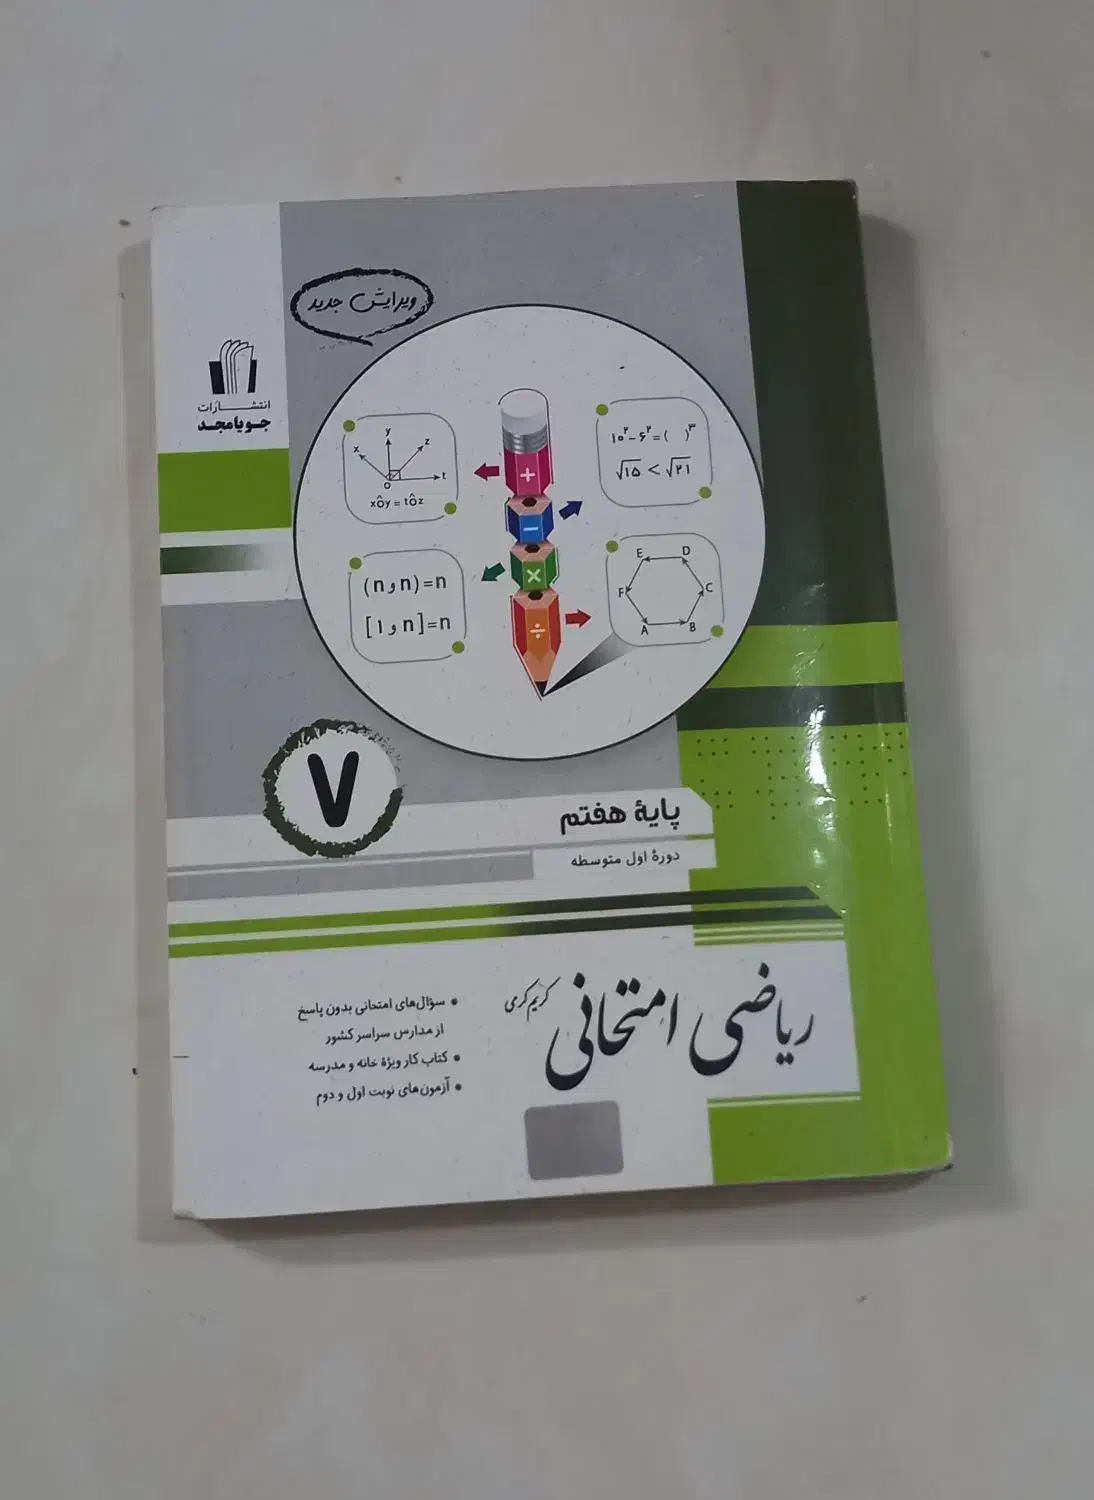 ویرایش جدید
انتشارات
جویامجد
۱۰^۲ - ۶^۲ = (  )^۳
√۱۵ < √۲۱
y
x
z
o
t
xôy = tôz
+
-
×
÷
(n و n) = n
[n و ۱] = n
E D
F C
A B
۷
پایهٔ هفتم
دورهٔ اول متوسطه
ریاضی امتحانی
کریم کرمی
• سؤال‌های امتحانی بدون پاسخ
از مدارس سراسر کشور
• کتاب کار ویژهٔ خانه و مدرسه
• آزمون‌های نوبت اول و دوم